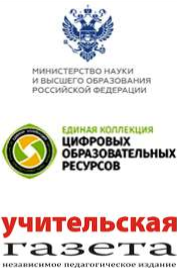 МИНИСТЕРСТВО НАУКИ
И ВЫСШЕГО ОБРАЗОВАНИЯ
РОССИЙСКОЙ ФЕДЕРАЦИИ
ЕДИНАЯ КОЛЛЕКЦИЯ
ЦИФРОВЫХ
ОБРАЗОВАТЕЛЬНЫХ
РЕСУРСОВ
учительская
газета
независимое педагогическое издание